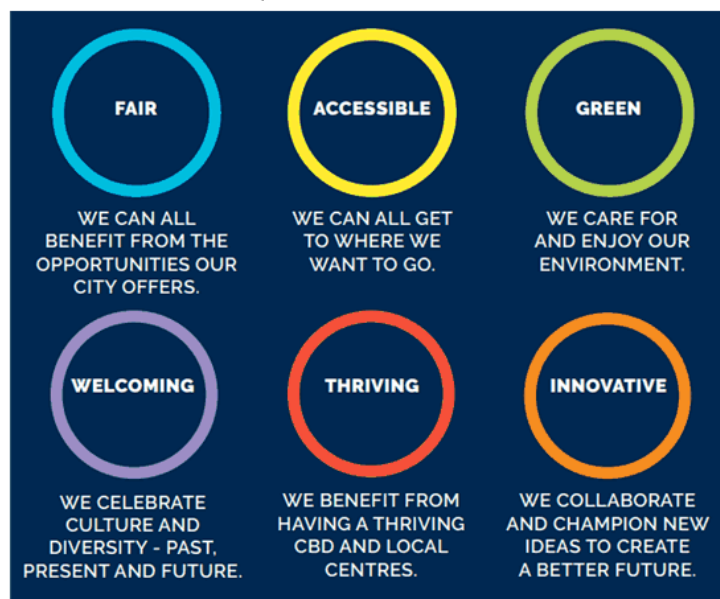 FAIR
WE CAN ALL
BENEFIT FROM THE
OPPORTUNITIES OUR
CITY OFFERS.
ACCESSIBLE
WE CAN ALL GET
TO WHERE WE
WANT TO GO.
GREEN
WE CARE FOR
AND ENJOY OUR
ENVIRONMENT.
WELCOMING
WE CELEBRATE
CULTURE AND
DIVERSITY - PAST,
PRESENT AND FUTURE.
THRIVING
WE BENEFIT FROM
HAVING A THRIVING
CBD AND LOCAL
CENTRES.
INNOVATIVE
WE COLLABORATE
AND CHAMPION NEW
IDEAS TO CREATE
A BETTER FUTURE.